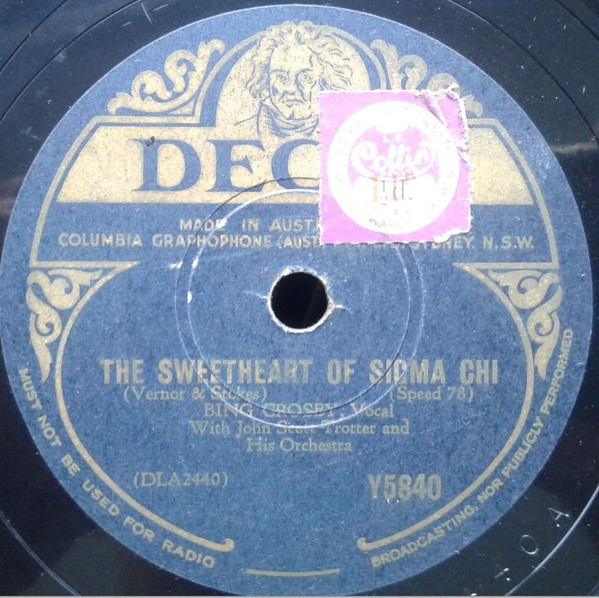 DEC
MADE IN AUST
COLUMBIA GRAPHOPHONE (AUST. SYDNEY. N.S.W.
Collin
Ltd.
THE SWEETHEART OF SIGMA CHI
(Vernor & Stokes) (Speed 78)
BING CROSBY, Vocal
With John Scott Trotter and
His Orchestra
(DLA2440) Y5840
MUST NOT BE USED FOR RADIO
BROADCASTING, NOR PUBLICLY PERFORMED
T O A